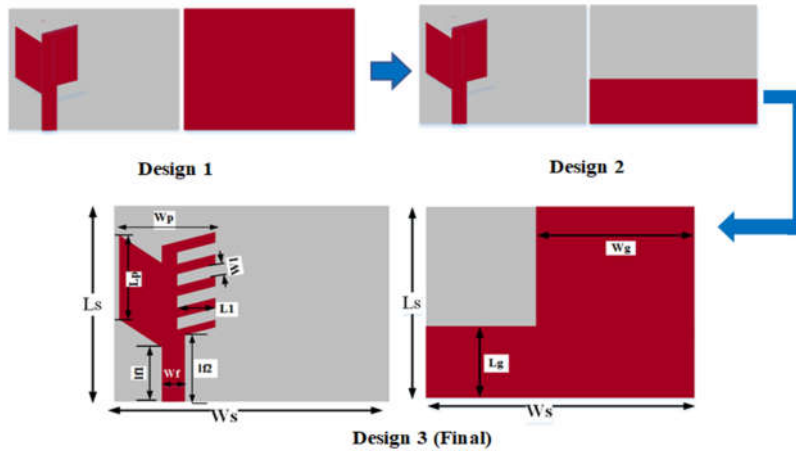 Design 1
Design 2
Wp
Lp
W1
L1
Ls
lf1
Wf
lf2
Ws
Wg
Ls
Lg
Ws
Design 3 (Final)